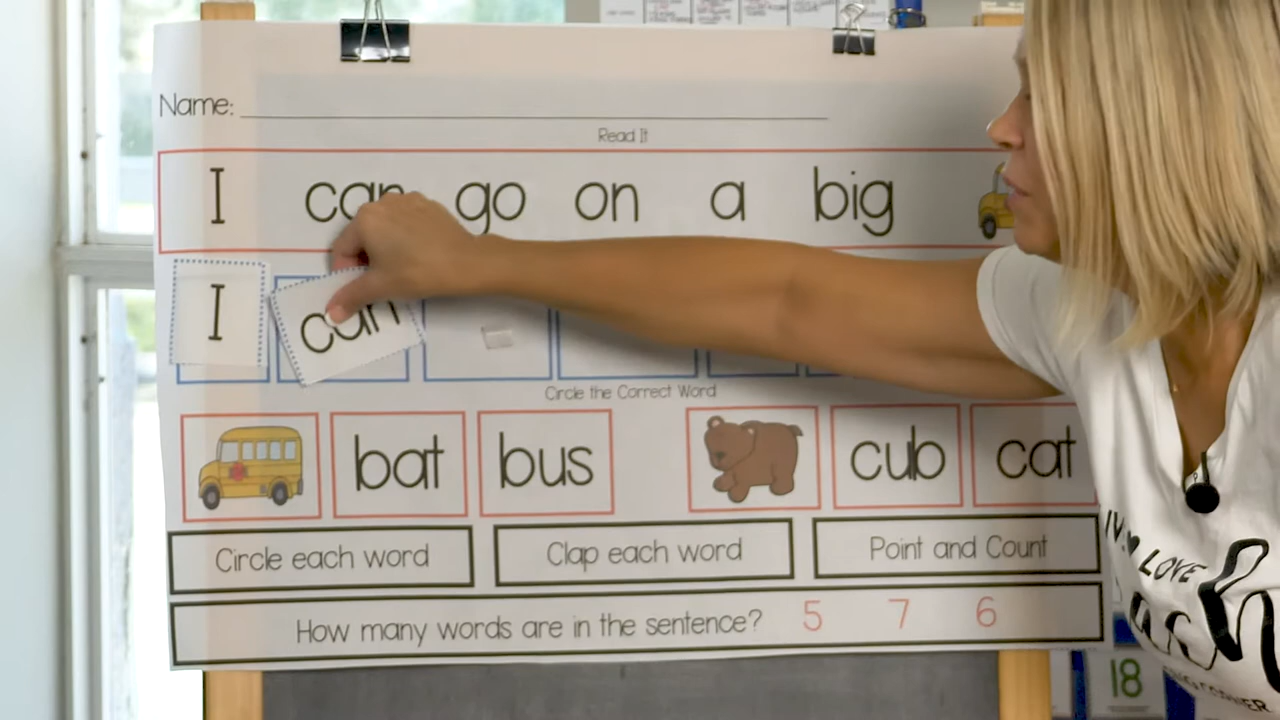 Name:
Read It
I can go on a big
I can
Circle the Correct Word
bat bus cub cat
Circle each word Clap each word Point and Count
How many words are in the sentence? 5 7 6
LOVE
18